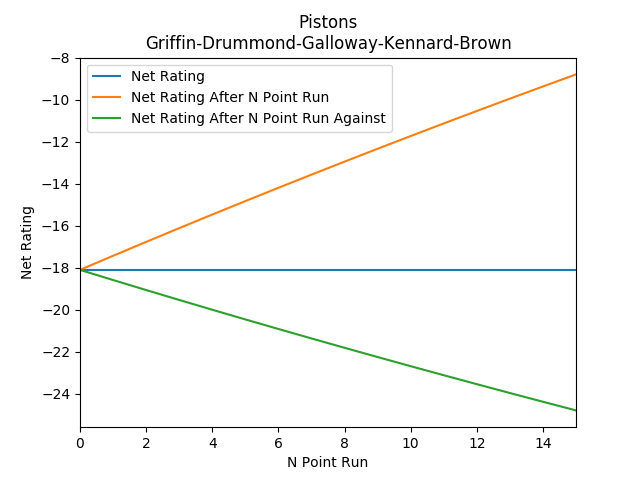 Pistons
Griffin-Drummond-Galloway-Kennard-Brown
Net Rating
Net Rating After N Point Run
Net Rating After N Point Run Against
Net Rating
−8
−10
−12
−14
−16
−18
−20
−22
−24
0 2 4 6 8 10 12 14
N Point Run